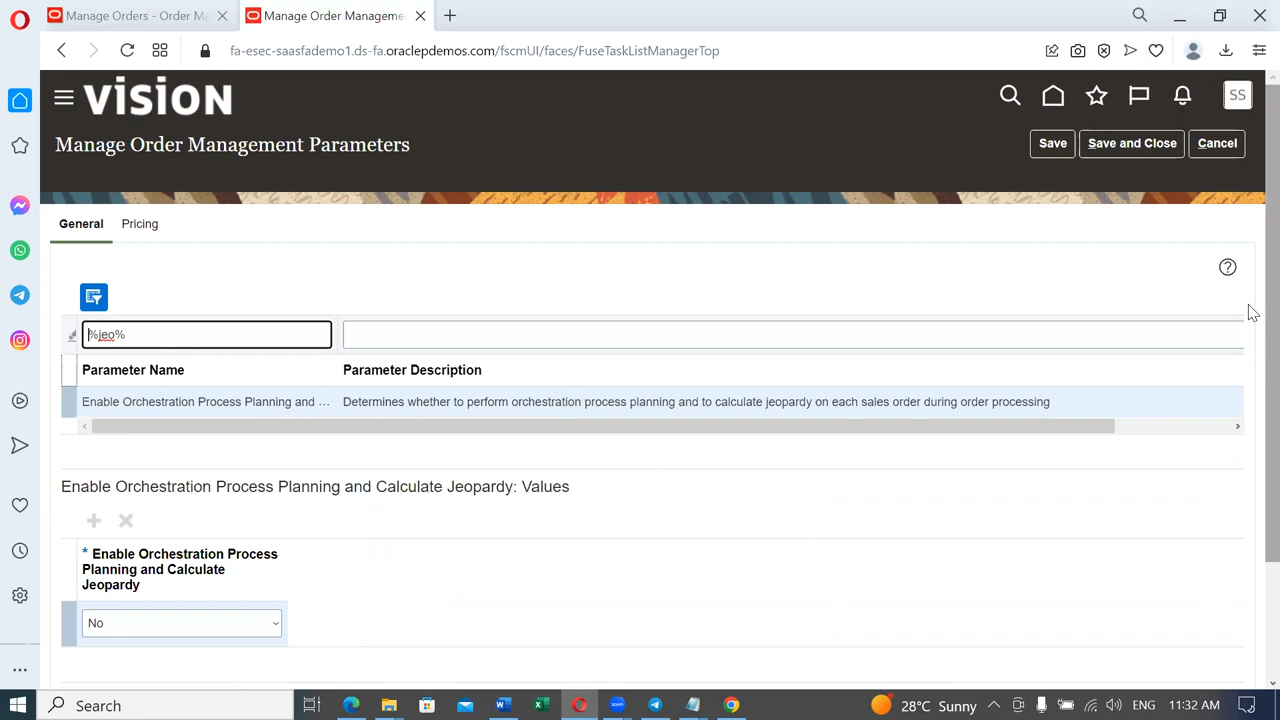 Manage Orders - Order Ma
Manage Order Managemen
fa-esec-saasfademo1.ds-fa.oraclepdemos.com/fscmUI/faces/FuseTaskListManagerTop
VISION
SS
Manage Order Management Parameters
Save
Save and Close
Cancel
General
Pricing
%jeo%
Parameter Name
Parameter Description
Enable Orchestration Process Planning and ...
Determines whether to perform orchestration process planning and to calculate jeopardy on each sales order during order processing
Enable Orchestration Process Planning and Calculate Jeopardy: Values
* Enable Orchestration Process
Planning and Calculate
Jeopardy
No
Search
28°C Sunny
ENG
11:32 AM